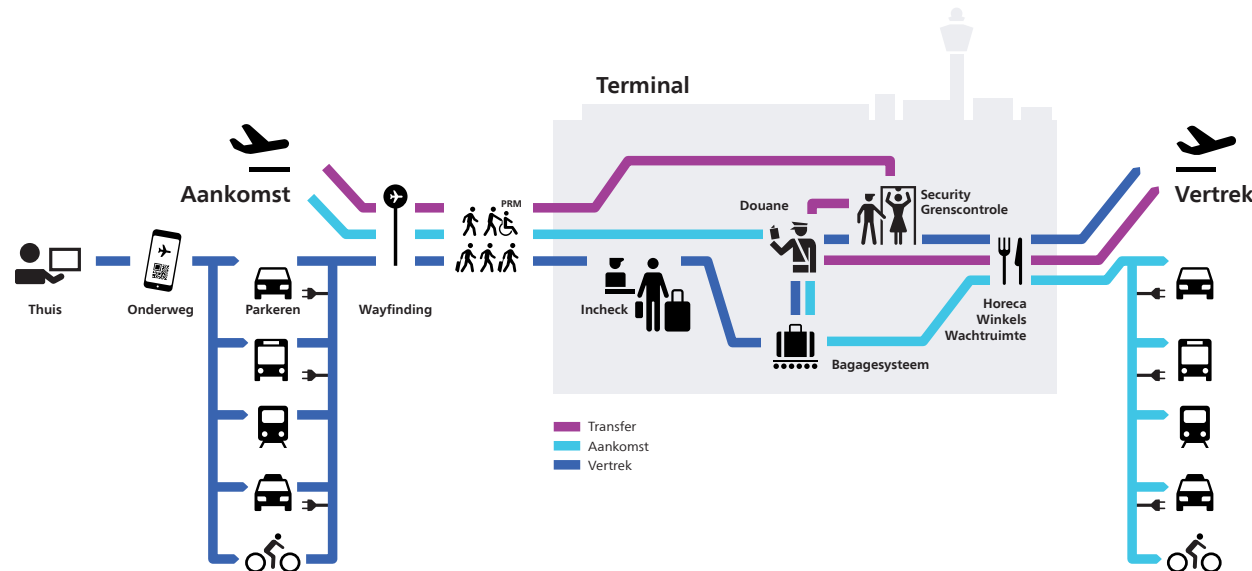 Terminal
Aankomst
Vertrek
PRM
Douane
Security
Grenscontrole
Thuis
Onderweg
Parkeren
Wayfinding
Incheck
Horeca
Winkels
Wachtruimte
Bagagesysteem
Transfer
Aankomst
Vertrek